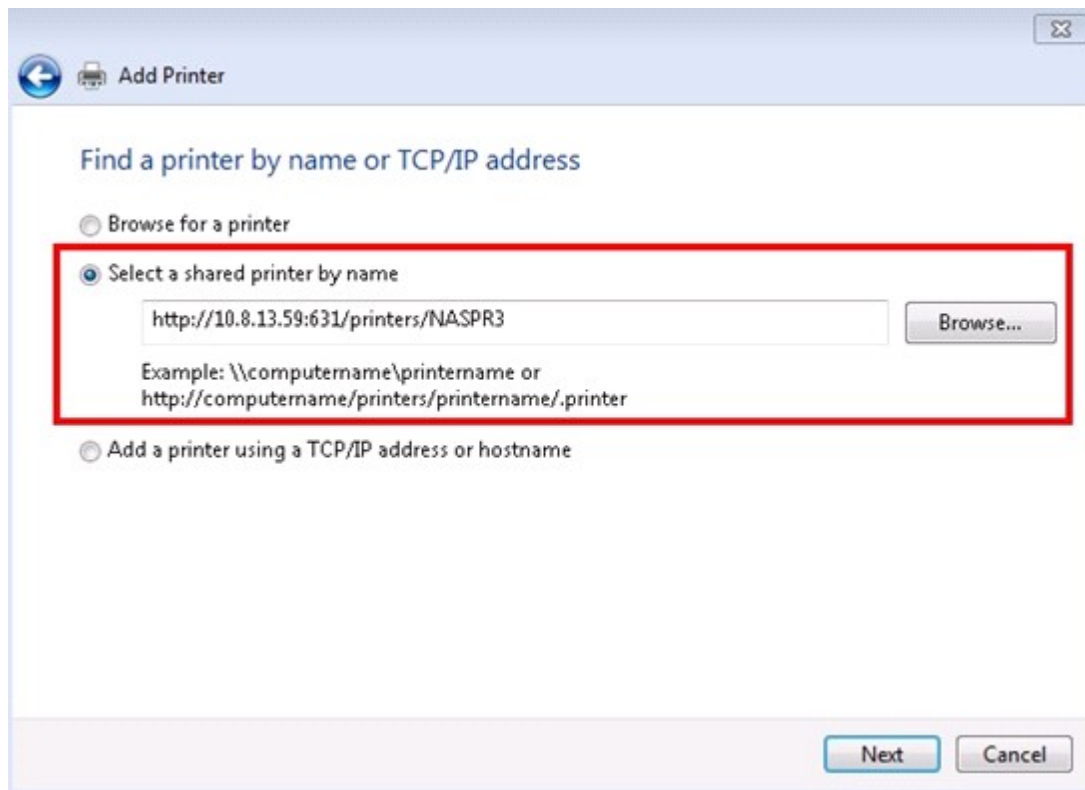 Add Printer
Find a printer by name or TCP/IP address
Browse for a printer
Select a shared printer by name
http://10.8.13.59:631/printers/NASPR3
Browse...
Example: \\computername\printername or
http://computername/printers/printername/.printer
Add a printer using a TCP/IP address or hostname
Next
Cancel